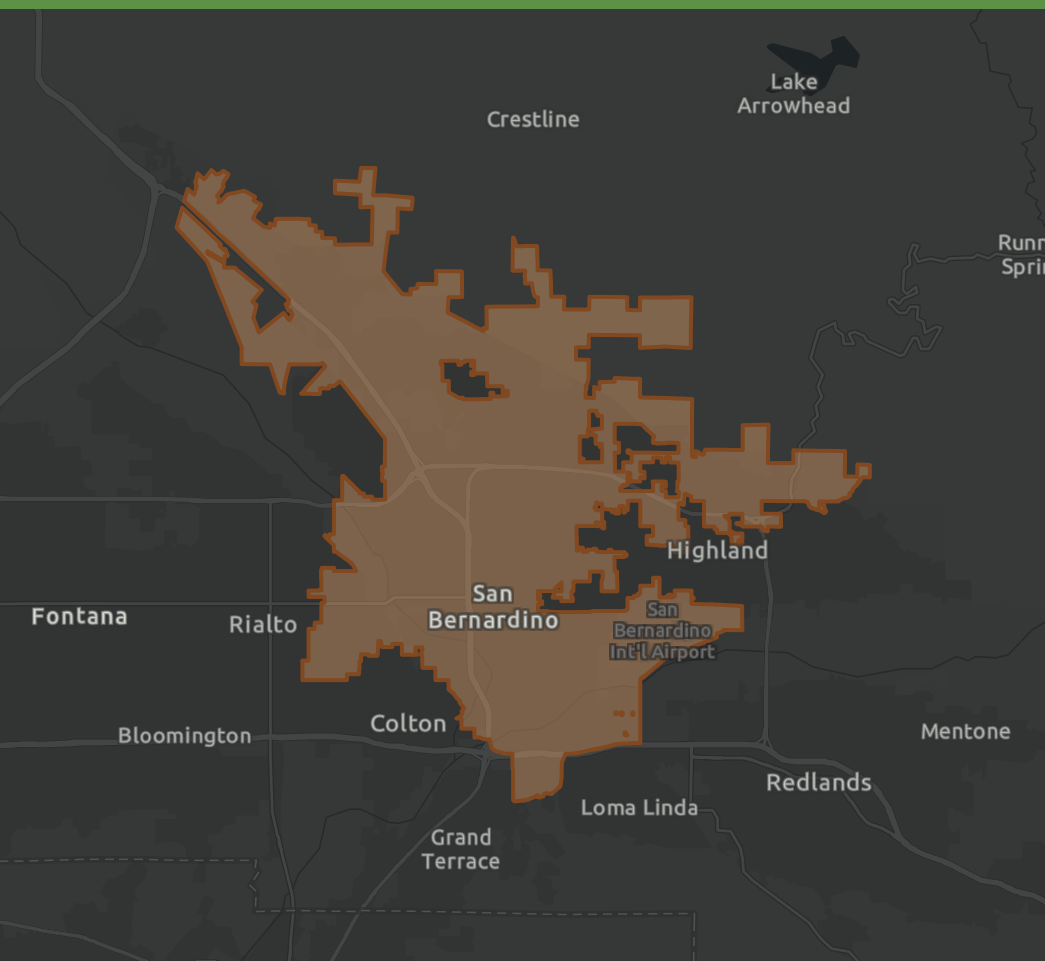 Lake
Arrowhead
Crestline
Runn
Sprin
Highland
San
Bernardino
San
Bernardino
Int'l Airport
Fontana
Rialto
Colton
Bloomington
Mentone
Redlands
Loma Linda
Grand
Terrace